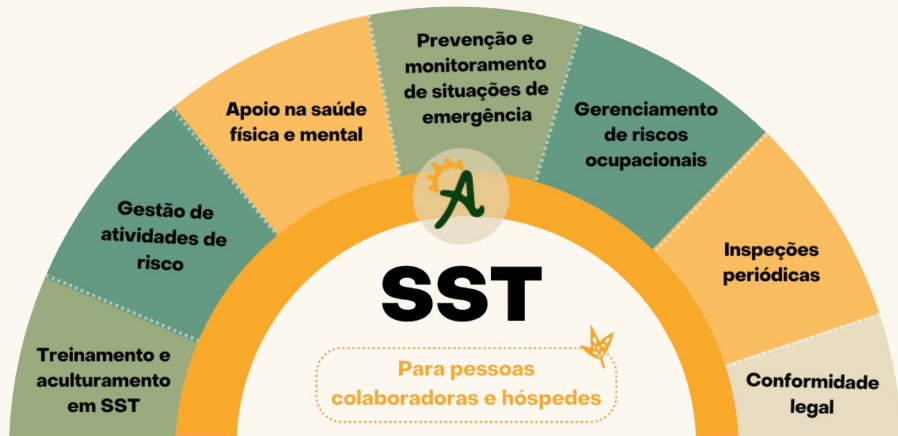 Treinamento e
aculturamento
em SST
Gestão de
atividades de
risco
Apoio na saúde
física e mental
Prevenção e
monitoramento
de situações de
emergência
Gerenciamento
de riscos
ocupacionais
Inspeções
periódicas
Conformidade
legal
A
SST
Para pessoas
colaboradoras e hóspedes